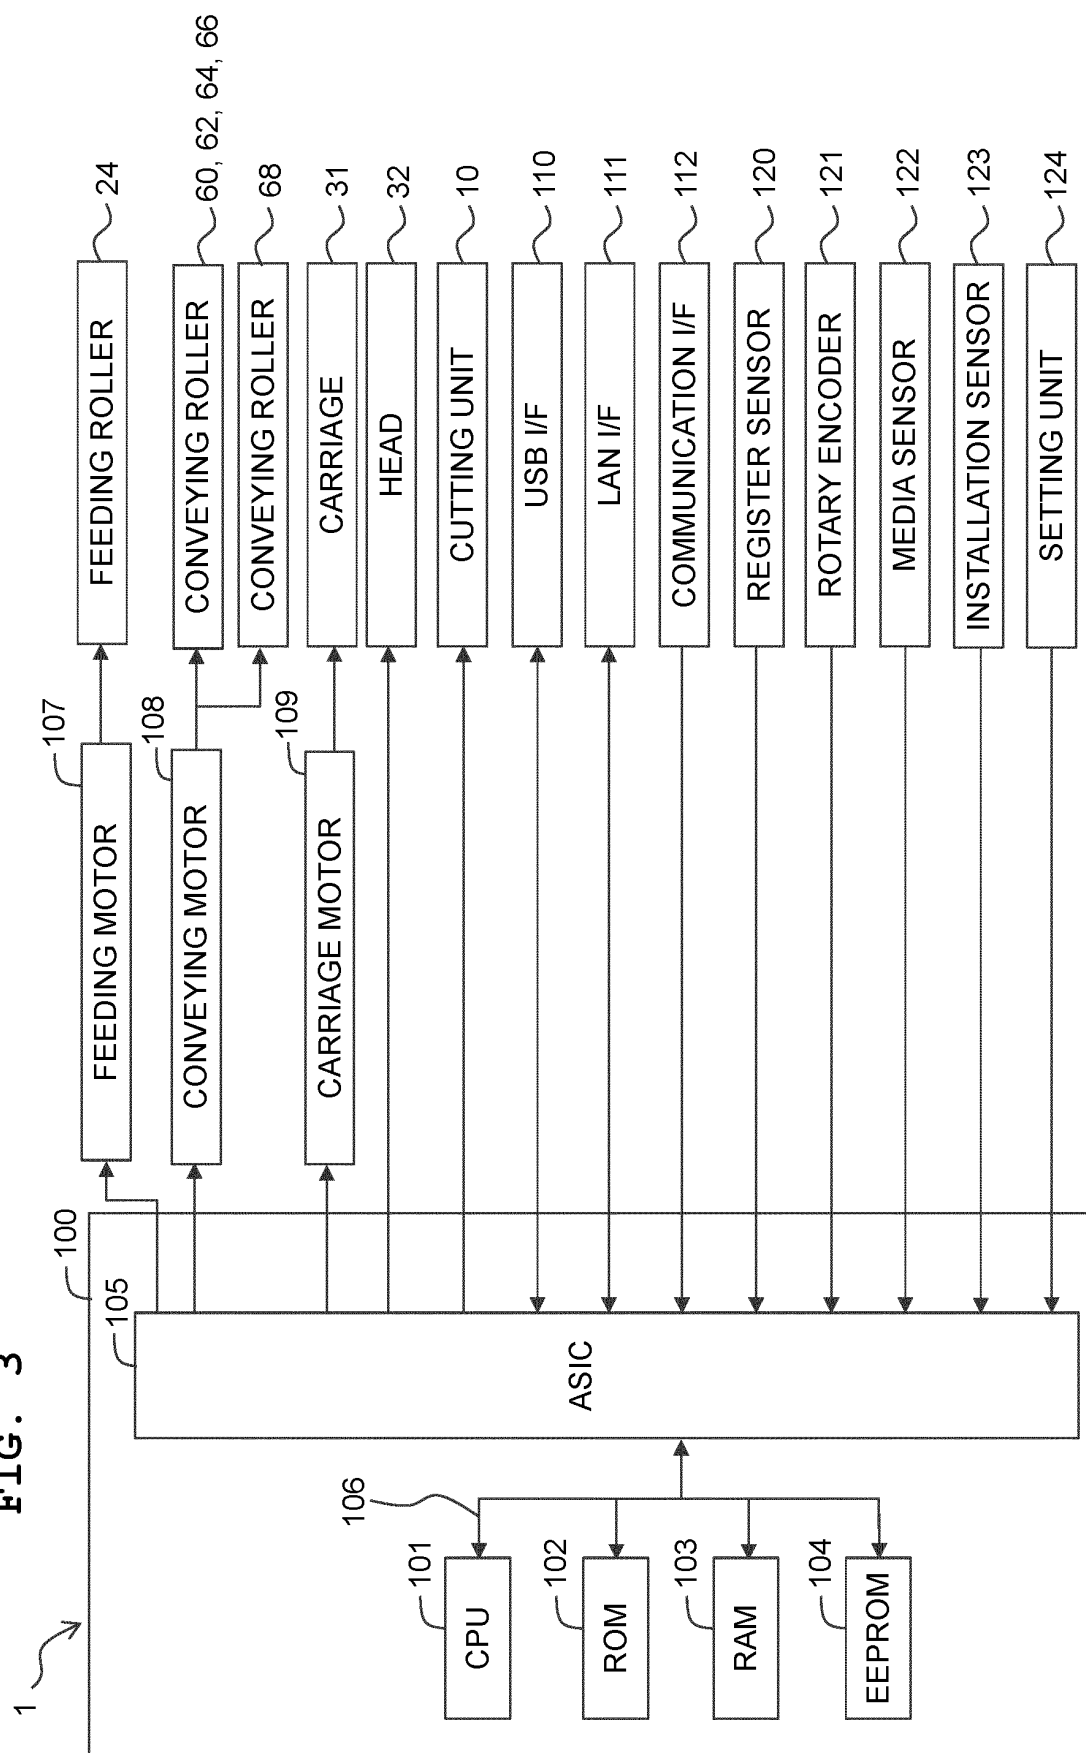 FIG. 3
1
100
105
ASIC
106
101
CPU
102
ROM
103
RAM
104
EEPROM
107
FEEDING MOTOR
FEEDING ROLLER
24
108
CONVEYING MOTOR
CONVEYING ROLLER
60, 62, 64, 66
CONVEYING ROLLER
68
109
CARRIAGE MOTOR
CARRIAGE
31
HEAD
32
CUTTING UNIT
10
USB I/F
110
LAN I/F
111
COMMUNICATION I/F
112
REGISTER SENSOR
120
ROTARY ENCODER
121
MEDIA SENSOR
122
INSTALLATION SENSOR
123
SETTING UNIT
124